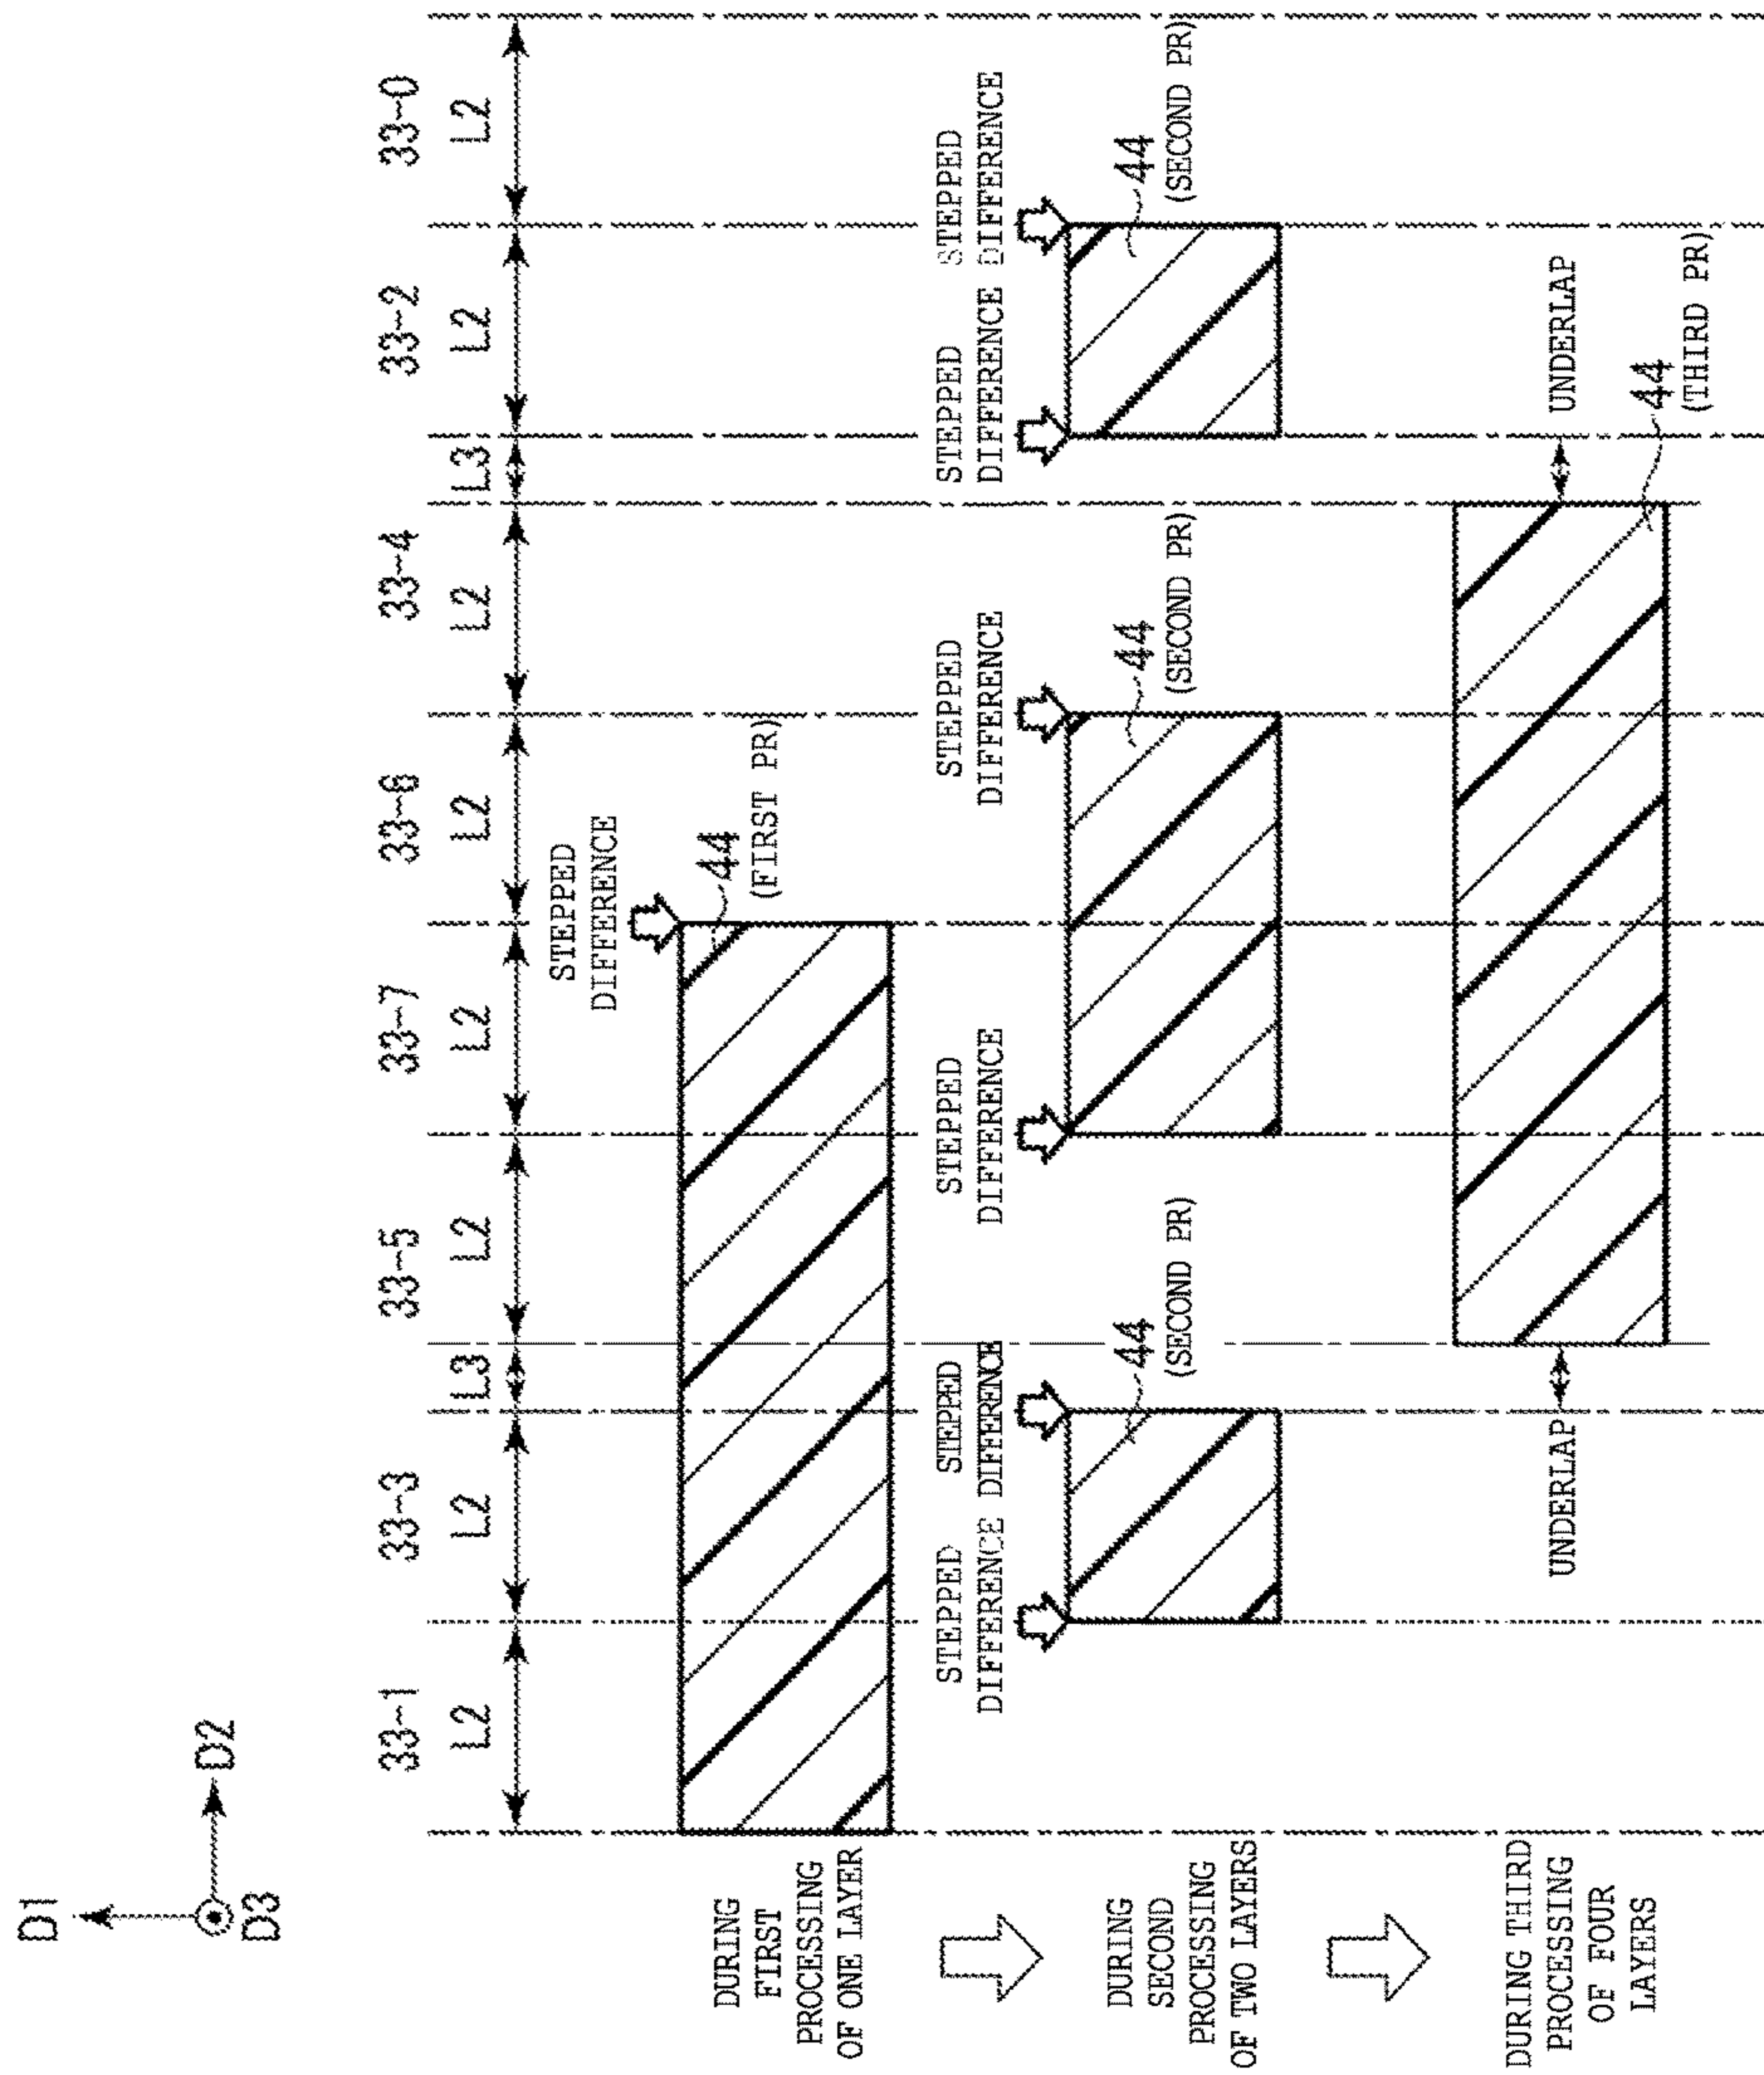 D1
D2
D3
33-1
33-3
33-5
33-7
33-6
33-4
33-2
33-0
L2
L2
L3
L2
L2
L2
L2
L3
L2
L2
DURING
FIRST
PROCESSING
OF ONE LAYER
STEPPED
DIFFERENCE
44
(FIRST PR)
DURING
SECOND
PROCESSING
OF TWO LAYERS
STEPPED
DIFFERENCE
STEPPED
DIFFERENCE
44
(SECOND PR)
STEPPED
DIFFERENCE
STEPPED
DIFFERENCE
44
(SECOND PR)
STEPPED
DIFFERENCE
STEPPED
DIFFERENCE
44
(SECOND PR)
DURING THIRD
PROCESSING
OF FOUR
LAYERS
UNDERLAP
UNDERLAP
44
(THIRD PR)